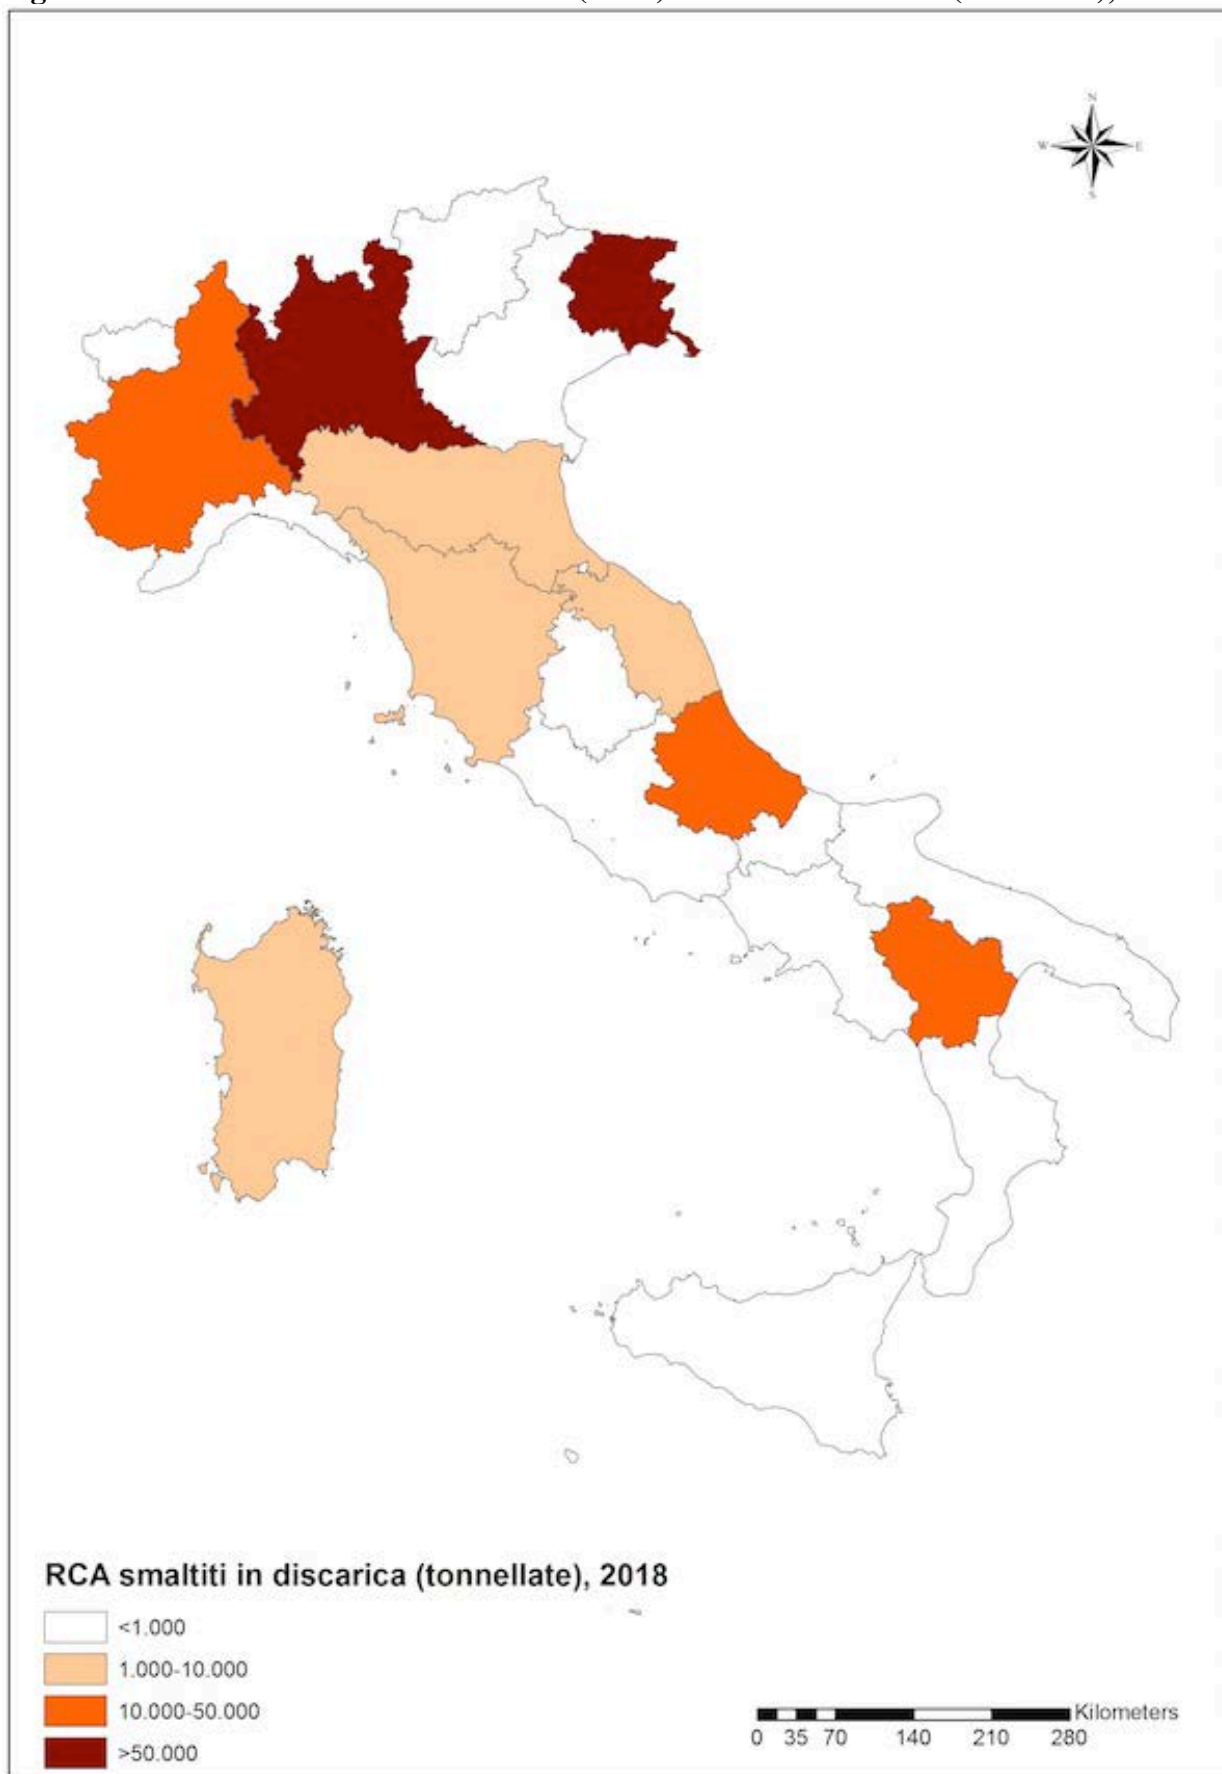 N
W E
S
RCA smaltiti in discarica (tonnellate), 2018
<1.000
1.000-10.000
10.000-50.000
>50.000
Kilometers
0 35 70 140 210 280